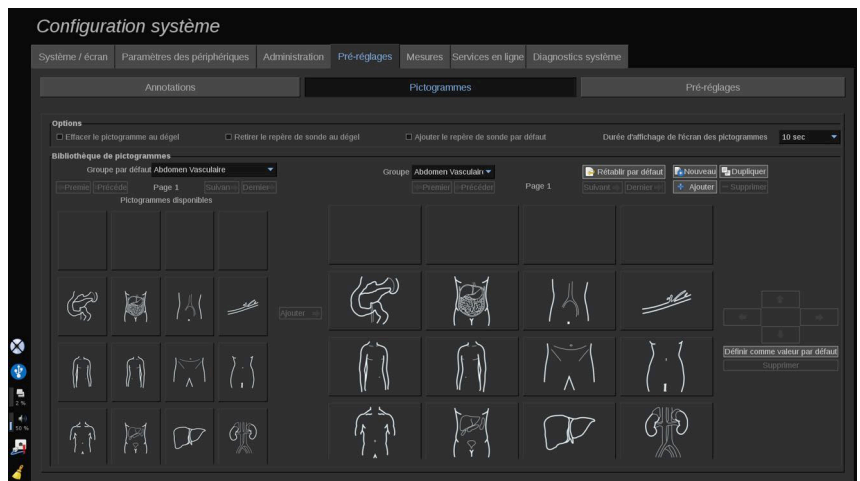 Configuration système
Système / écran Paramètres des périphériques Administration Pré-réglages Mesures Services en ligne Diagnostics système
Annotations Pictogrammes Pré-réglages
Options
Effacer le pictogramme au dégel Retirer le repère de sonde au dégel Ajouter le repère de sonde par défaut Durée d'affichage de l'écran des pictogrammes 10 sec
Bibliothèque de pictogrammes
Groupe par défaut Abdomen Vasculaire Groupe Abdomen Vasculaire Rétablir par défaut Nouveau Dupliquer
Premie Précéde Page 1 Suivan Dernier Premier Précéder Page 1 Suivant Dernier Ajouter Supprimer
Pictogrammes disponibles
Ajouter
Définir comme valeur par défaut
Supprimer
2 %
50 %